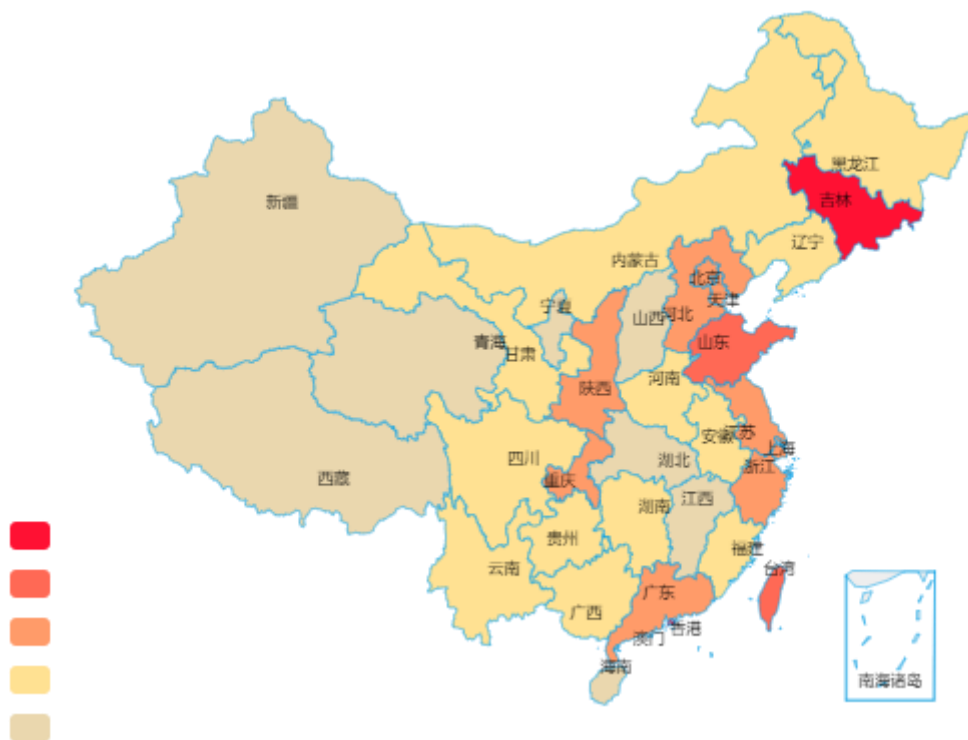 黑龙江
吉林
新疆
辽宁
内蒙古
北京
天津
宁夏
山西
河北
青海
甘肃
山东
河南
陕西
安徽
江苏
上海
四川
湖北
浙江
西藏
重庆
江西
湖南
贵州
福建
云南
台湾
广东
广西
香港
澳门
海南
南海诸岛